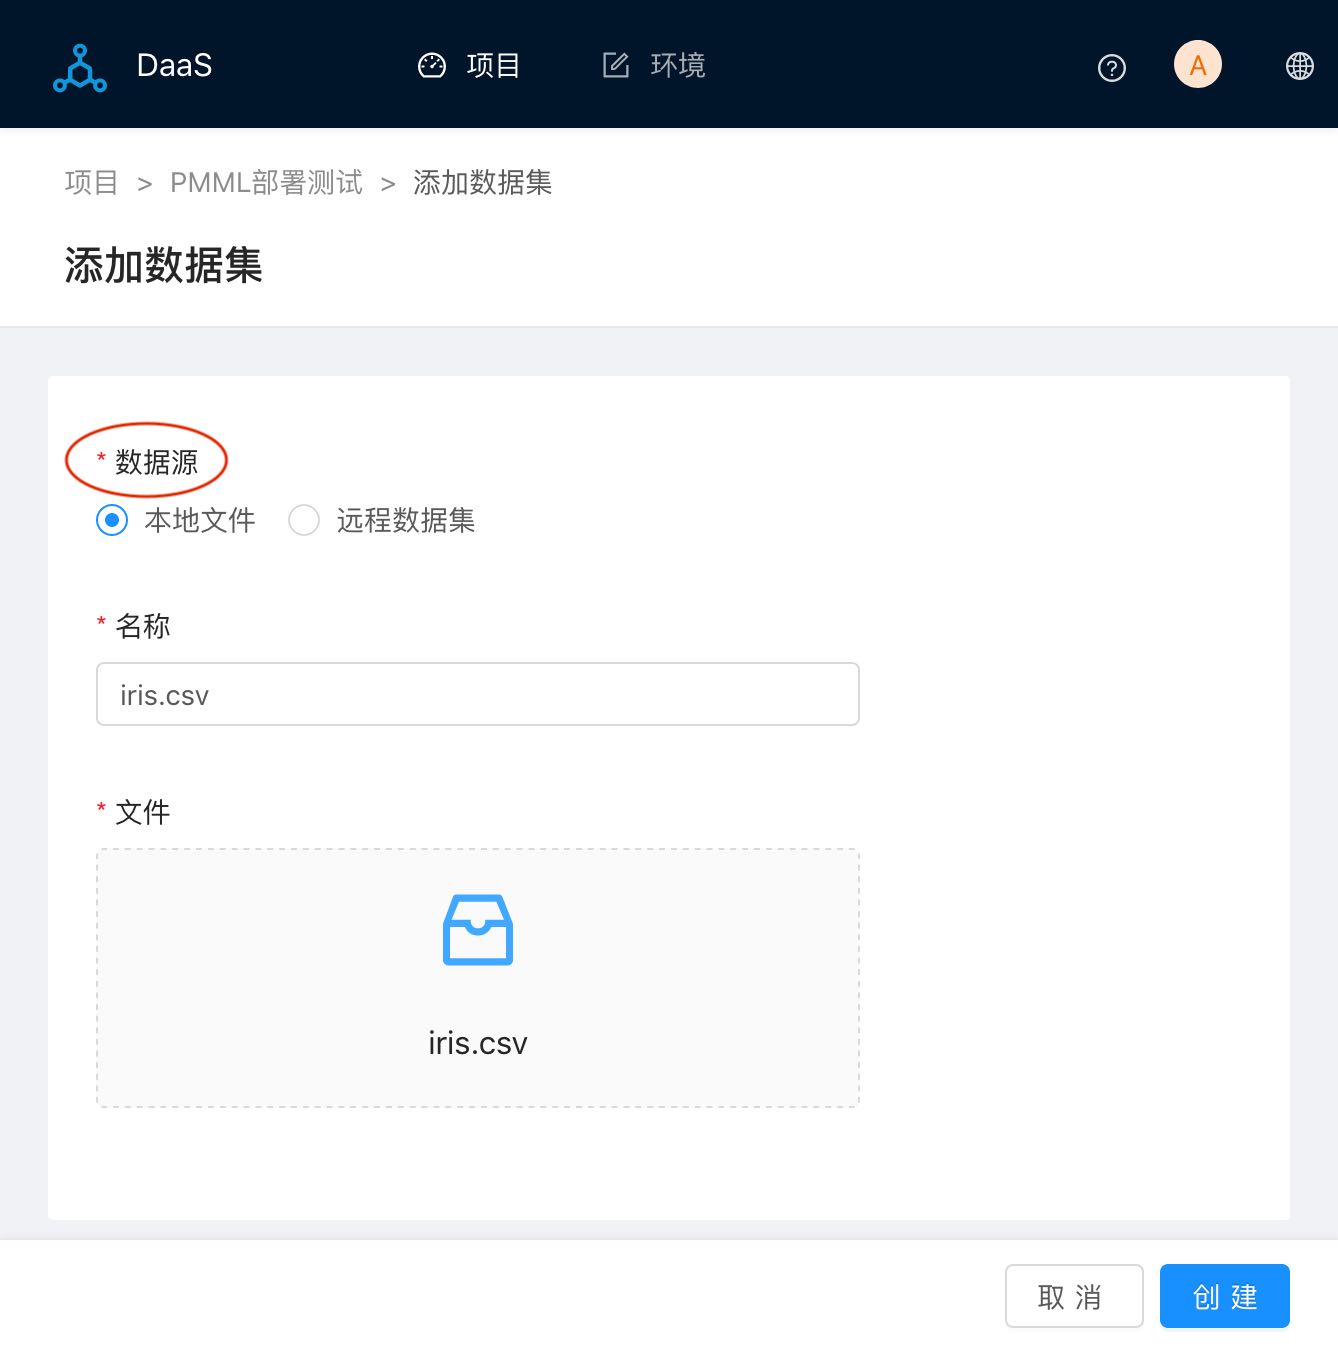 DaaS 项目 环境 ? A
项目 > PMML部署测试 > 添加数据集
添加数据集
* 数据源
本地文件 远程数据集
* 名称
iris.csv
* 文件
iris.csv
取 消 创 建